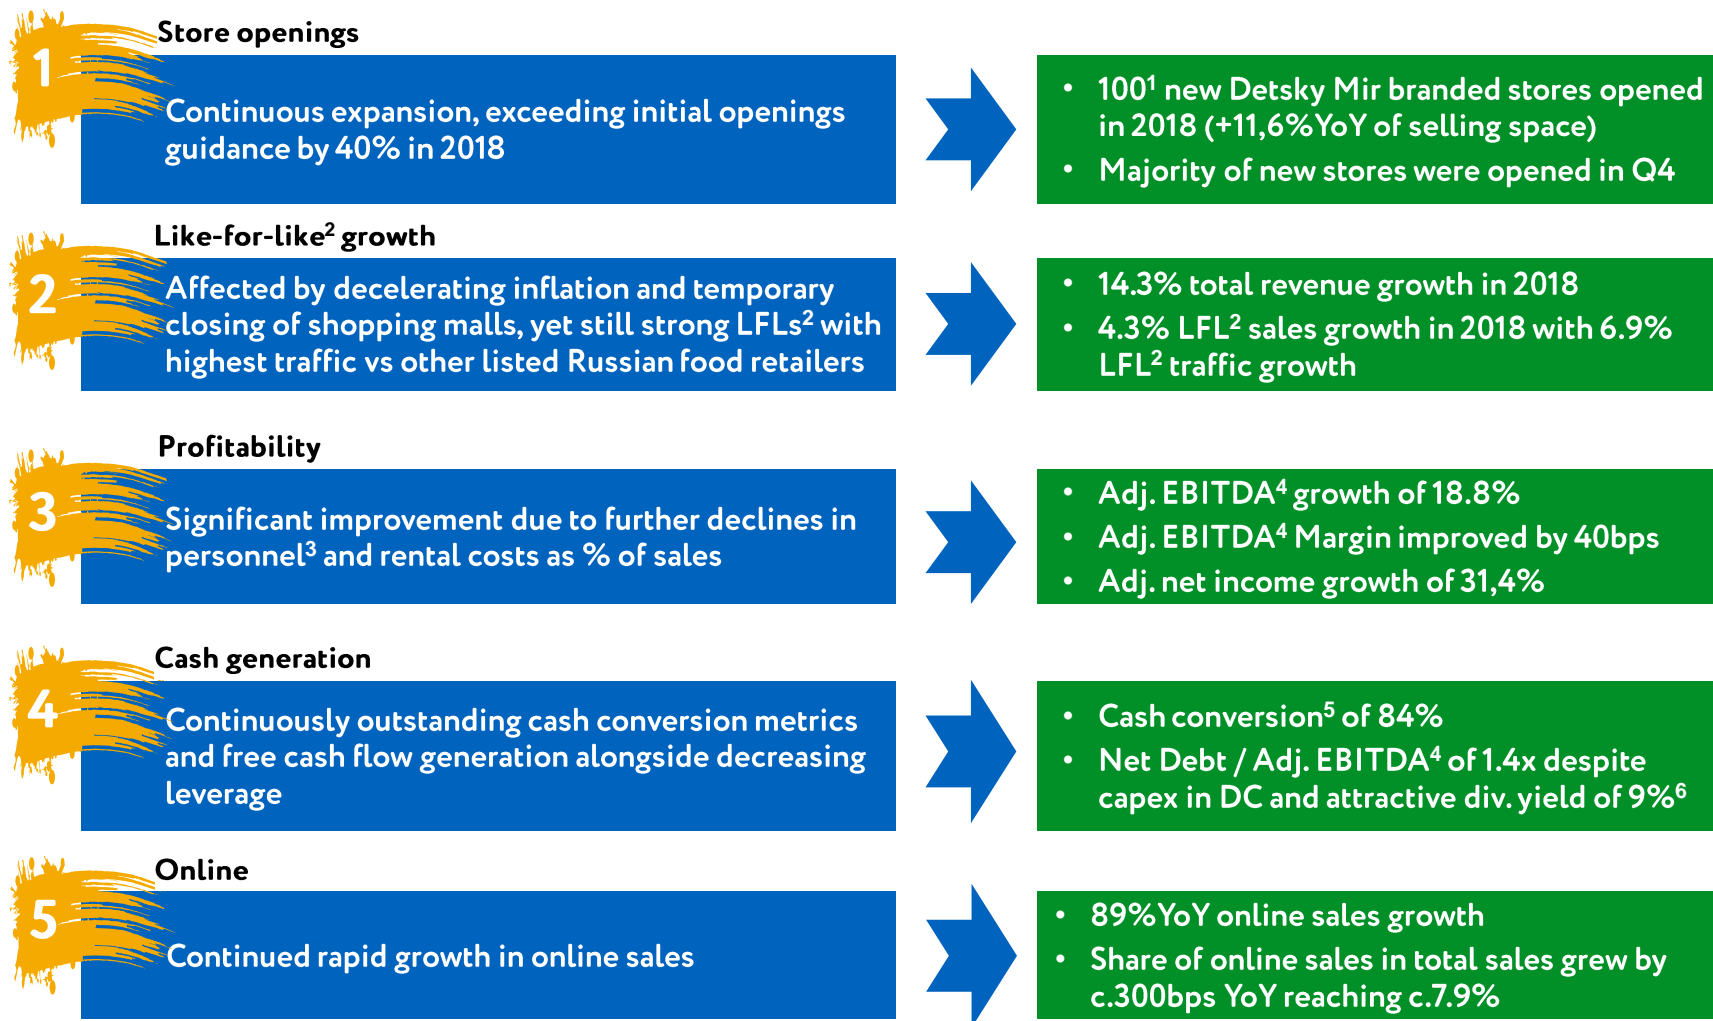 1
Store openings
Continuous expansion, exceeding initial openings
guidance by 40% in 2018
• 100¹ new Detsky Mir branded stores opened
in 2018 (+11,6% YoY of selling space)
• Majority of new stores were opened in Q4
2
Like-for-like² growth
Affected by decelerating inflation and temporary
closing of shopping malls, yet still strong LFLs² with
highest traffic vs other listed Russian food retailers
• 14.3% total revenue growth in 2018
• 4.3% LFL² sales growth in 2018 with 6.9%
LFL² traffic growth
3
Profitability
Significant improvement due to further declines in
personnel³ and rental costs as % of sales
• Adj. EBITDA⁴ growth of 18.8%
• Adj. EBITDA⁴ Margin improved by 40bps
• Adj. net income growth of 31,4%
4
Cash generation
Continuously outstanding cash conversion metrics
and free cash flow generation alongside decreasing
leverage
• Cash conversion⁵ of 84%
• Net Debt / Adj. EBITDA⁴ of 1.4x despite
capex in DC and attractive div. yield of 9%⁶
5
Online
Continued rapid growth in online sales
• 89% YoY online sales growth
• Share of online sales in total sales grew by
c.300bps YoY reaching c.7.9%